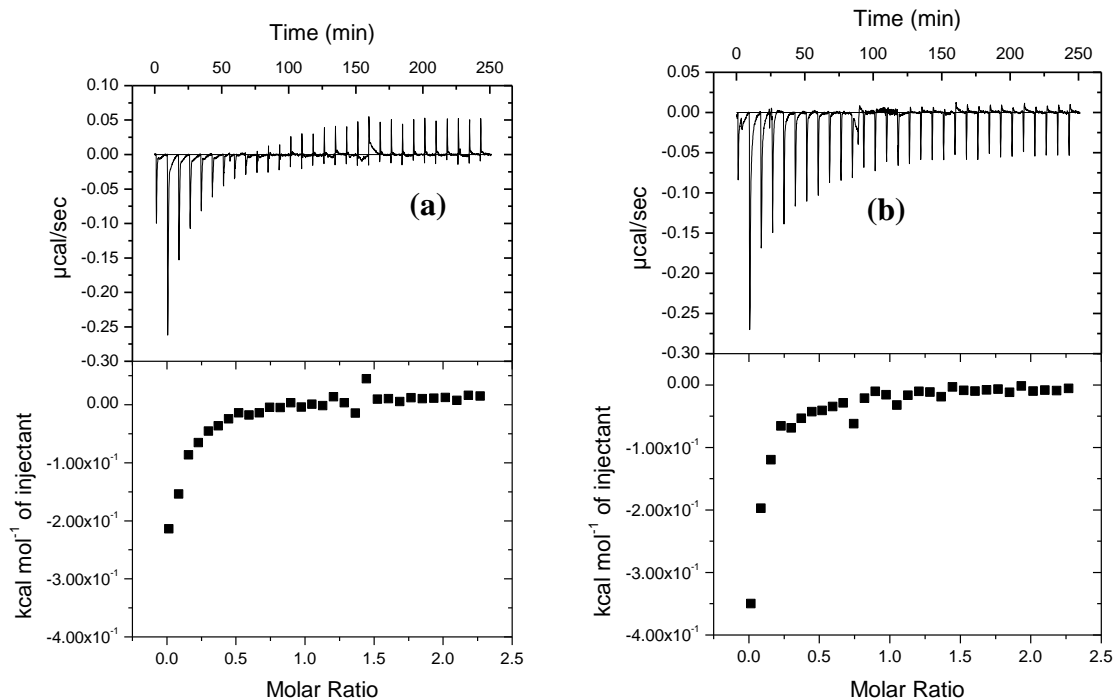 Time (min)
0 50 100 150 200 250
0.10
0.05
0.00
-0.05
-0.10
-0.15
-0.20
-0.25
-0.30
µcal/sec
(a)
0.00
-1.00x10⁻¹
-2.00x10⁻¹
-3.00x10⁻¹
-4.00x10⁻¹
kcal mol⁻¹ of injectant
0.0 0.5 1.0 1.5 2.0 2.5
Molar Ratio
Time (min)
0 50 100 150 200 250
0.05
0.00
-0.05
-0.10
-0.15
-0.20
-0.25
-0.30
µcal/sec
(b)
0.00
-1.00x10⁻¹
-2.00x10⁻¹
-3.00x10⁻¹
-4.00x10⁻¹
kcal mol⁻¹ of injectant
0.0 0.5 1.0 1.5 2.0 2.5
Molar Ratio